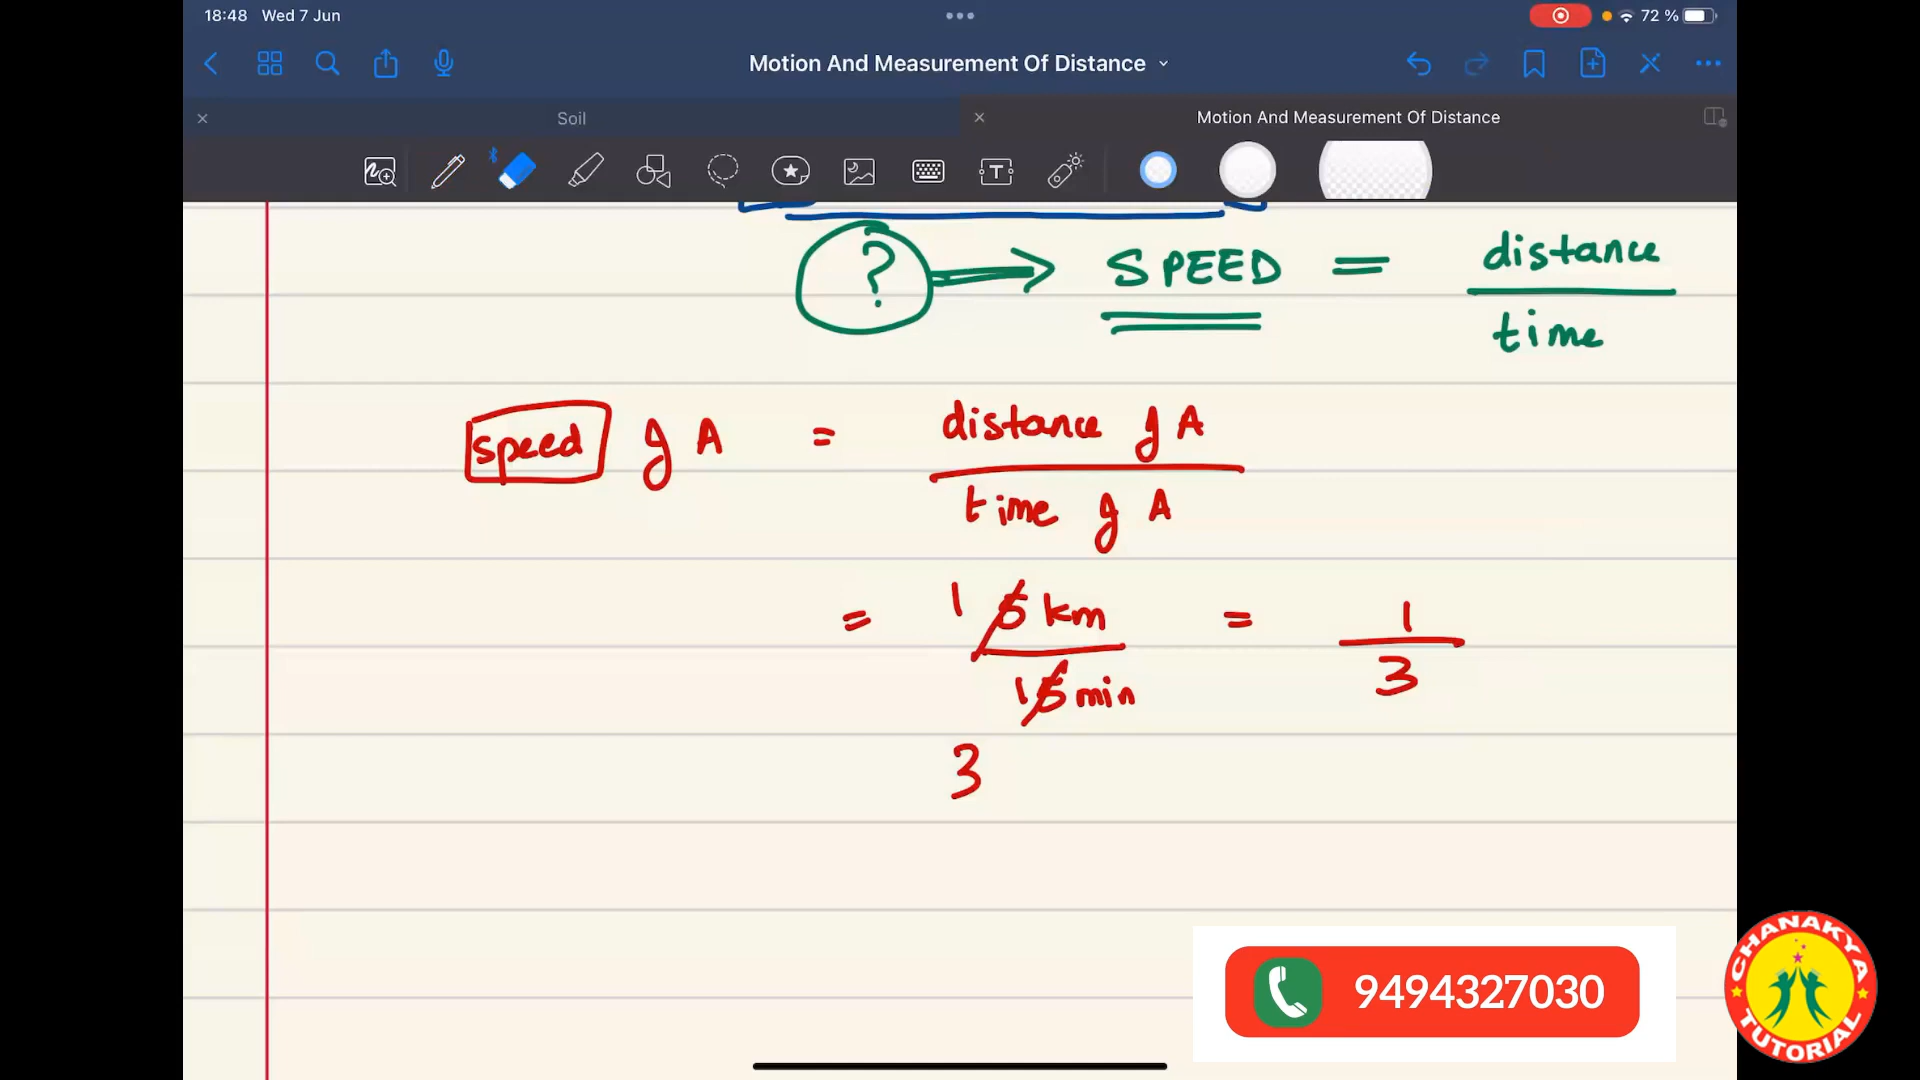 18:48 Wed 7 Jun
72 %
Motion And Measurement Of Distance
Soil
Motion And Measurement Of Distance
T
? → SPEED = distance
time
speed of A = distance of A
time of A
= 1 5 km = 1
15 min 3
3
9494327030
CHANAKYA
TUTORIAL